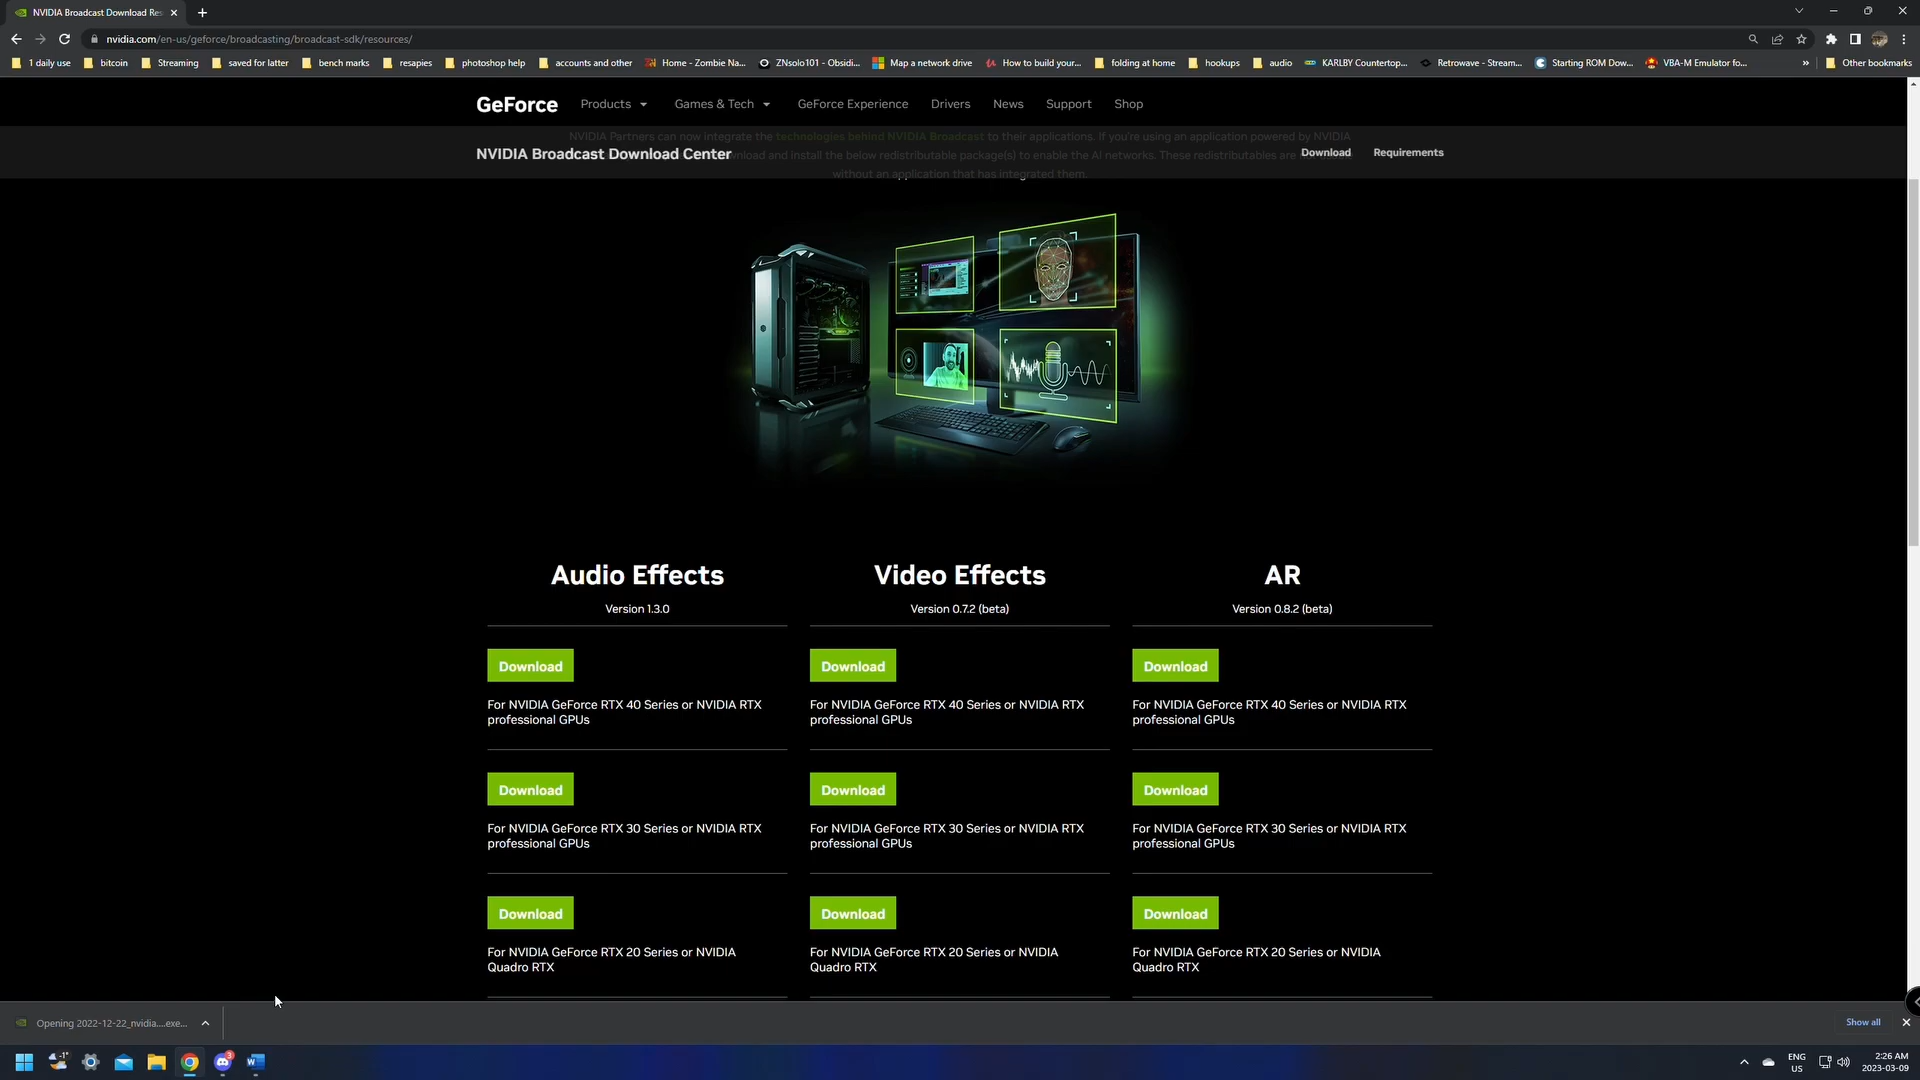 NVIDIA Broadcast Download Res
nvidia.com/en-us/geforce/broadcasting/broadcast-sdk/resources/
1 daily use
bitcoin
Streaming
saved for latter
bench marks
resapies
photoshop help
accounts and other
Home - Zombie Na...
ZNsolo101 - Obsidi...
Map a network drive
How to build your...
folding at home
hookups
audio
KARLBY Countertop...
Retrowave - Stream...
Starting ROM Dow...
VBA-M Emulator fo...
»
Other bookmarks
GeForce
Products
Games & Tech
GeForce Experience
Drivers
News
Support
Shop
NVIDIA Partners can now integrate the technologies behind NVIDIA Broadcast to their applications. If you're using an application powered by NVIDIA
NVIDIA Broadcast Download Center
wnload and install the below redistributable package(s) to enable the AI networks. These redistributables are
Download
Requirements
without an application that has integrated them.
Audio Effects
Version 1.3.0
Download
For NVIDIA GeForce RTX 40 Series or NVIDIA RTX
professional GPUs
Download
For NVIDIA GeForce RTX 30 Series or NVIDIA RTX
professional GPUs
Download
For NVIDIA GeForce RTX 20 Series or NVIDIA
Quadro RTX
Video Effects
Version 0.7.2 (beta)
Download
For NVIDIA GeForce RTX 40 Series or NVIDIA RTX
professional GPUs
Download
For NVIDIA GeForce RTX 30 Series or NVIDIA RTX
professional GPUs
Download
For NVIDIA GeForce RTX 20 Series or NVIDIA
Quadro RTX
AR
Version 0.8.2 (beta)
Download
For NVIDIA GeForce RTX 40 Series or NVIDIA RTX
professional GPUs
Download
For NVIDIA GeForce RTX 30 Series or NVIDIA RTX
professional GPUs
Download
For NVIDIA GeForce RTX 20 Series or NVIDIA
Quadro RTX
Opening 2022-12-22_nvidia....exe...
Show all
-1°
3
ENG
US
2:26 AM
2023-03-09